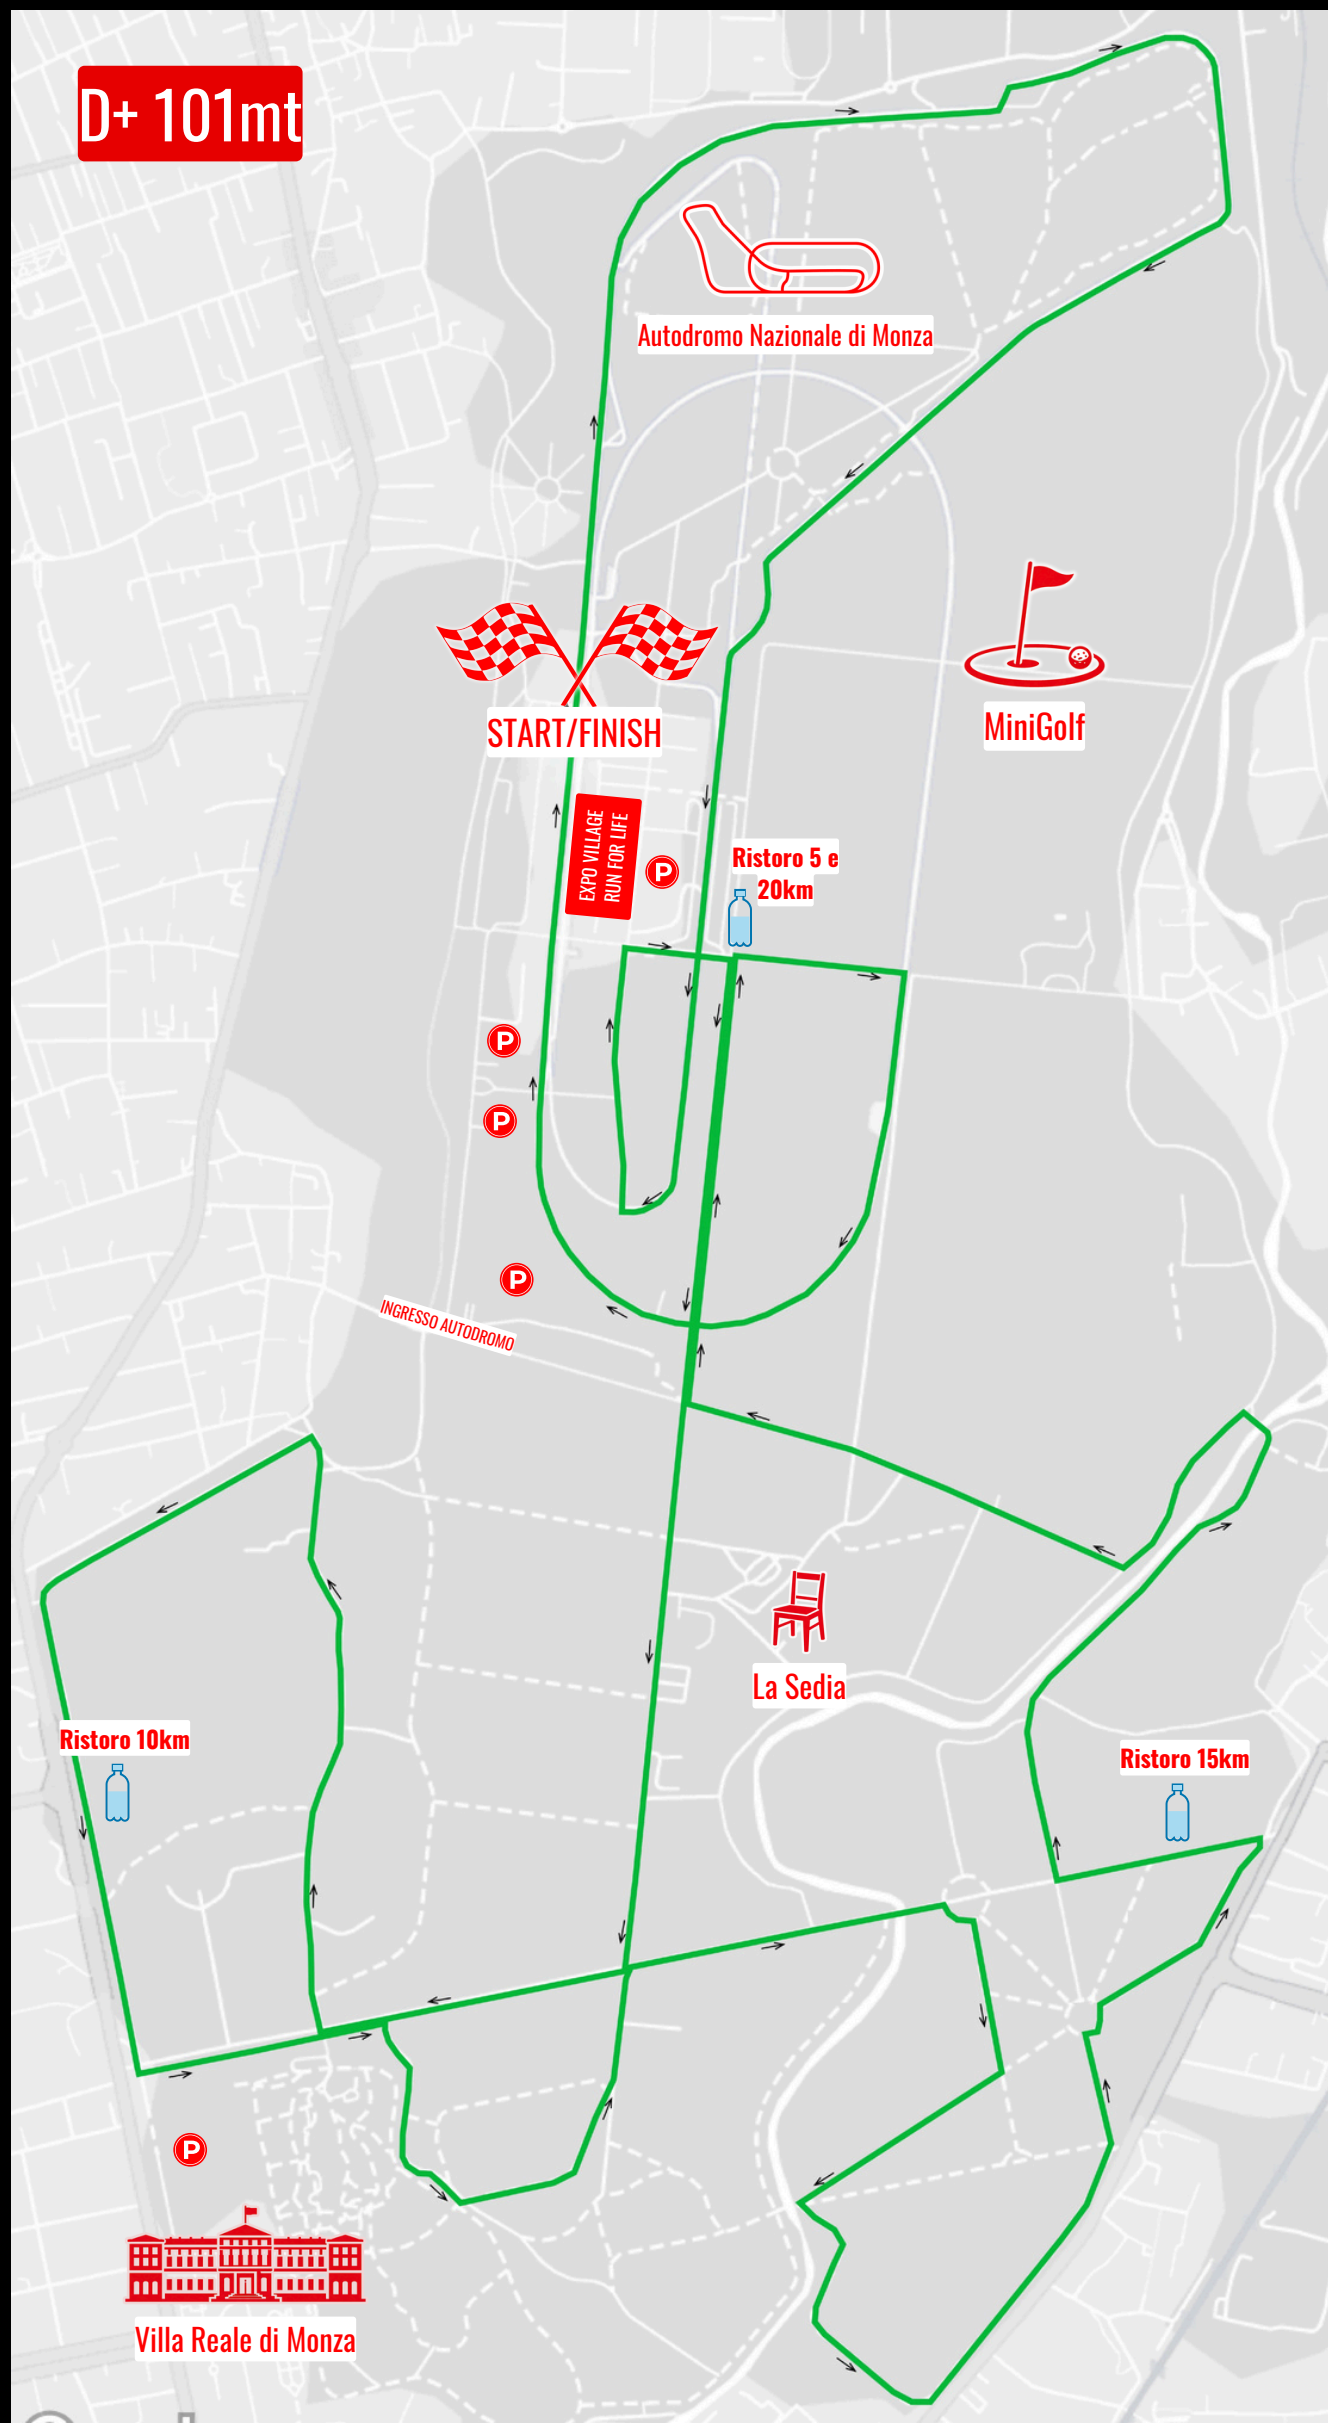 D+ 101mt
Autodromo Nazionale di Monza
START/FINISH
MiniGolf
EXPO VILLAGE
RUN FOR LIFE
P
Ristoro 5 e
20km
P
P
P
INGRESSO AUTODROMO
La Sedia
Ristoro 10km
Ristoro 15km
P
Villa Reale di Monza